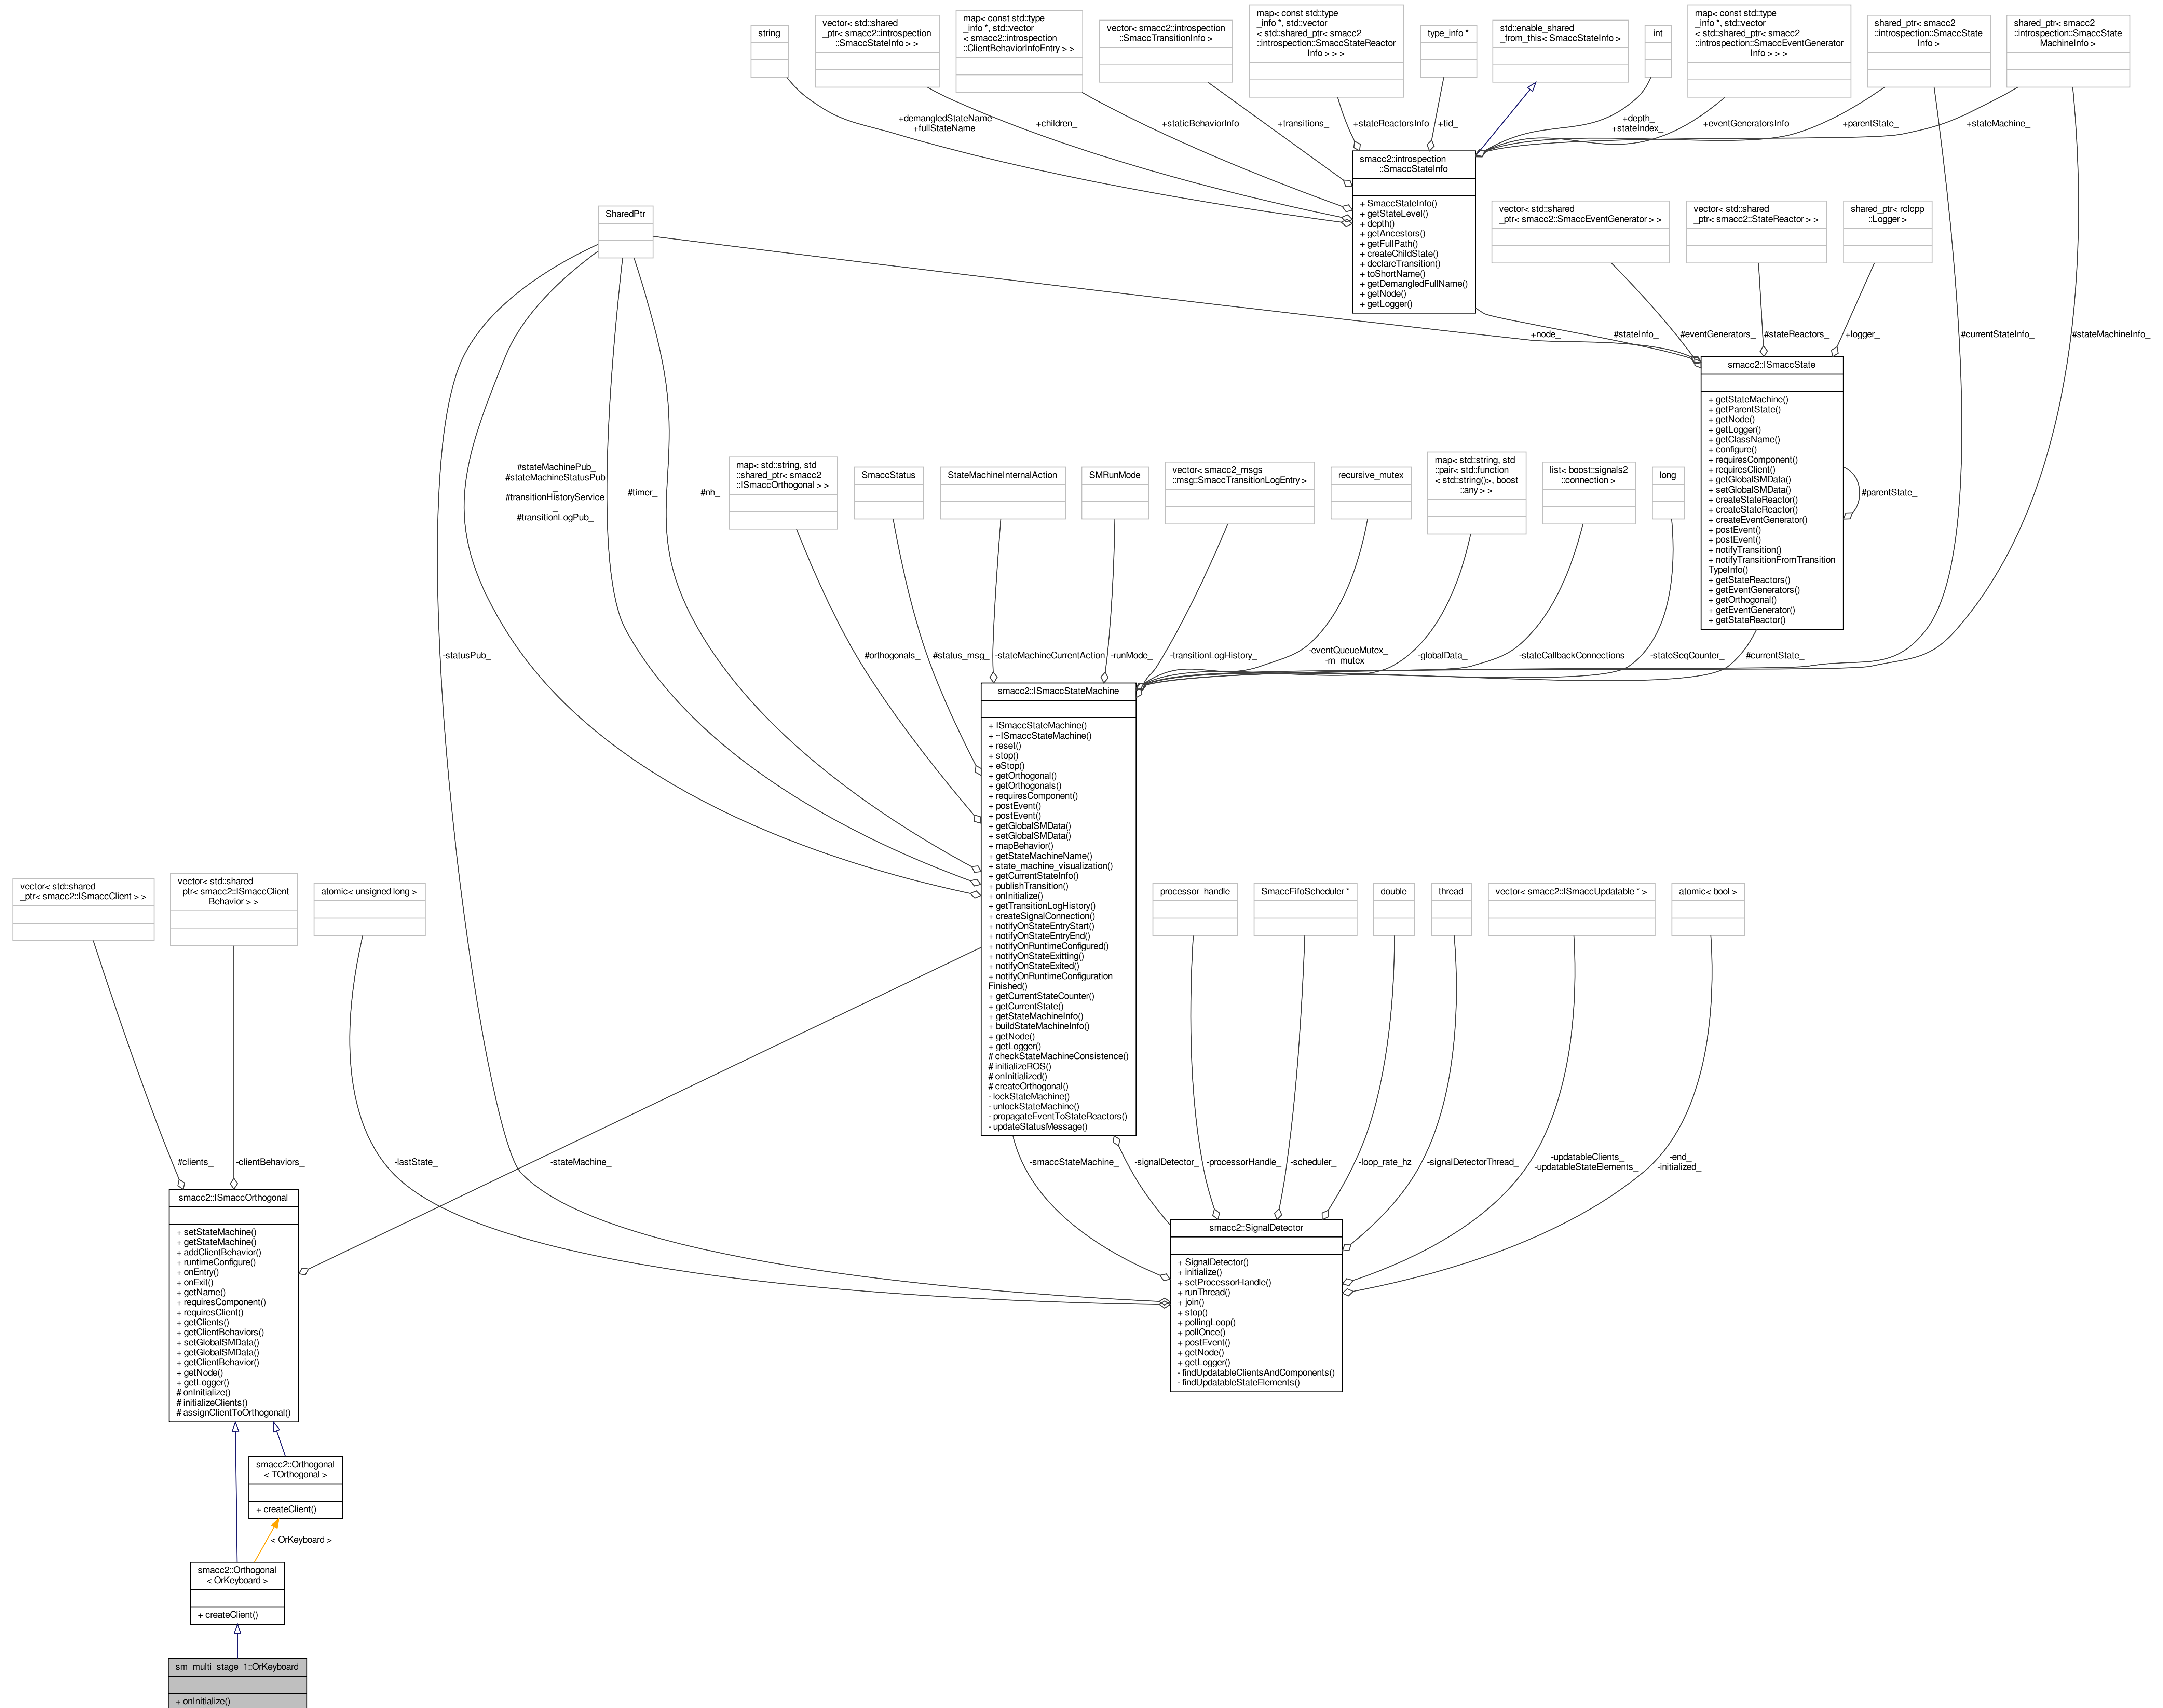 string
vector< std::shared
_ptr< smacc2::introspection
::SmaccStateInfo > >
map< const std::type
_info *, std::vector
< smacc2::introspection
::ClientBehaviorInfoEntry > >
vector< smacc2::introspection
::SmaccTransitionInfo >
map< const std::type
_info *, std::vector
< std::shared_ptr< smacc2
::introspection::SmaccStateReactor
Info > > >
type_info *
std::enable_shared
_from_this< SmaccStateInfo >
int
map< const std::type
_info *, std::vector
< std::shared_ptr< smacc2
::introspection::SmaccEventGenerator
Info > > >
shared_ptr< smacc2
::introspection::SmaccState
Info >
shared_ptr< smacc2
::introspection::SmaccState
MachineInfo >
+demangledStateName
+fullStateName
+children_
+staticBehaviorInfo
+transitions_
+stateReactorsInfo
+tid_
+depth_
+stateIndex_
+eventGeneratorsInfo
+parentState_
+stateMachine_
smacc2::introspection
::SmaccStateInfo
+ SmaccStateInfo()
+ getStateLevel()
+ depth()
+ getAncestors()
+ getFullPath()
+ createChildState()
+ declareTransition()
+ toShortName()
+ getDemangledFullName()
+ getNode()
+ getLogger()
SharedPtr
vector< std::shared
_ptr< smacc2::SmaccEventGenerator > >
vector< std::shared
_ptr< smacc2::StateReactor > >
shared_ptr< rclcpp
::Logger >
+node_
#stateInfo_
#eventGenerators_
#stateReactors_
+logger_
#currentStateInfo_
#stateMachineInfo_
smacc2::ISmaccState
+ getStateMachine()
+ getParentState()
+ getNode()
+ getLogger()
+ getClassName()
+ configure()
+ requiresComponent()
+ requiresClient()
+ getGlobalSMData()
+ setGlobalSMData()
+ createStateReactor()
+ createStateReactor()
+ createEventGenerator()
+ postEvent()
+ postEvent()
+ notifyTransition()
+ notifyTransitionFromTransition
TypeInfo()
+ getStateReactors()
+ getEventGenerators()
+ getOrthogonal()
+ getEventGenerator()
+ getStateReactor()
#parentState_
#stateMachinePub_
#stateMachineStatusPub
_
#transitionHistoryService
_
#transitionLogPub_
#timer_
#nh_
map< std::string, std
::shared_ptr< smacc2
::ISmaccOrthogonal > >
SmaccStatus
StateMachineInternalAction
SMRunMode
vector< smacc2_msgs
::msg::SmaccTransitionLogEntry >
recursive_mutex
map< std::string, std
::pair< std::function
< std::string()>, boost
::any > >
list< boost::signals2
::connection >
long
-statusPub_
#orthogonals_
#status_msg_
-stateMachineCurrentAction
-runMode_
-transitionLogHistory_
-eventQueueMutex_
-m_mutex_
-globalData_
-stateCallbackConnections
-stateSeqCounter_
#currentState_
smacc2::ISmaccStateMachine
+ ISmaccStateMachine()
+ ~ISmaccStateMachine()
+ reset()
+ stop()
+ eStop()
+ getOrthogonal()
+ getOrthogonals()
+ requiresComponent()
+ postEvent()
+ postEvent()
+ getGlobalSMData()
+ setGlobalSMData()
+ mapBehavior()
+ getStateMachineName()
+ state_machine_visualization()
+ getCurrentStateInfo()
+ publishTransition()
+ onInitialize()
+ getTransitionLogHistory()
+ createSignalConnection()
+ notifyOnStateEntryStart()
+ notifyOnStateEntryEnd()
+ notifyOnRuntimeConfigured()
+ notifyOnStateExitting()
+ notifyOnStateExited()
+ notifyOnRuntimeConfiguration
Finished()
+ getCurrentStateCounter()
+ getCurrentState()
+ getStateMachineInfo()
+ buildStateMachineInfo()
+ getNode()
+ getLogger()
# checkStateMachineConsistence()
# initializeROS()
# onInitialized()
# createOrthogonal()
- lockStateMachine()
- unlockStateMachine()
- propagateEventToStateReactors()
- updateStatusMessage()
vector< std::shared
_ptr< smacc2::ISmaccClient > >
vector< std::shared
_ptr< smacc2::ISmaccClient
Behavior > >
atomic< unsigned long >
processor_handle
SmaccFifoScheduler *
double
thread
vector< smacc2::ISmaccUpdatable * >
atomic< bool >
#clients_
-clientBehaviors_
-lastState_
-stateMachine_
-smaccStateMachine_
-signalDetector_
-processorHandle_
-scheduler_
-loop_rate_hz
-signalDetectorThread_
-updatableClients_
-updatableStateElements_
-end_
-initialized_
smacc2::ISmaccOrthogonal
+ setStateMachine()
+ getStateMachine()
+ addClientBehavior()
+ runtimeConfigure()
+ onEntry()
+ onExit()
+ getName()
+ requiresComponent()
+ requiresClient()
+ getClients()
+ getClientBehaviors()
+ setGlobalSMData()
+ getGlobalSMData()
+ getClientBehavior()
+ getNode()
+ getLogger()
# onInitialize()
# initializeClients()
# assignClientToOrthogonal()
smacc2::SignalDetector
+ SignalDetector()
+ initialize()
+ setProcessorHandle()
+ runThread()
+ join()
+ stop()
+ pollingLoop()
+ pollOnce()
+ postEvent()
+ getNode()
+ getLogger()
- findUpdatableClientsAndComponents()
- findUpdatableStateElements()
smacc2::Orthogonal
< TOrthogonal >
+ createClient()
< OrKeyboard >
smacc2::Orthogonal
< OrKeyboard >
+ createClient()
sm_multi_stage_1::OrKeyboard
+ onInitialize()